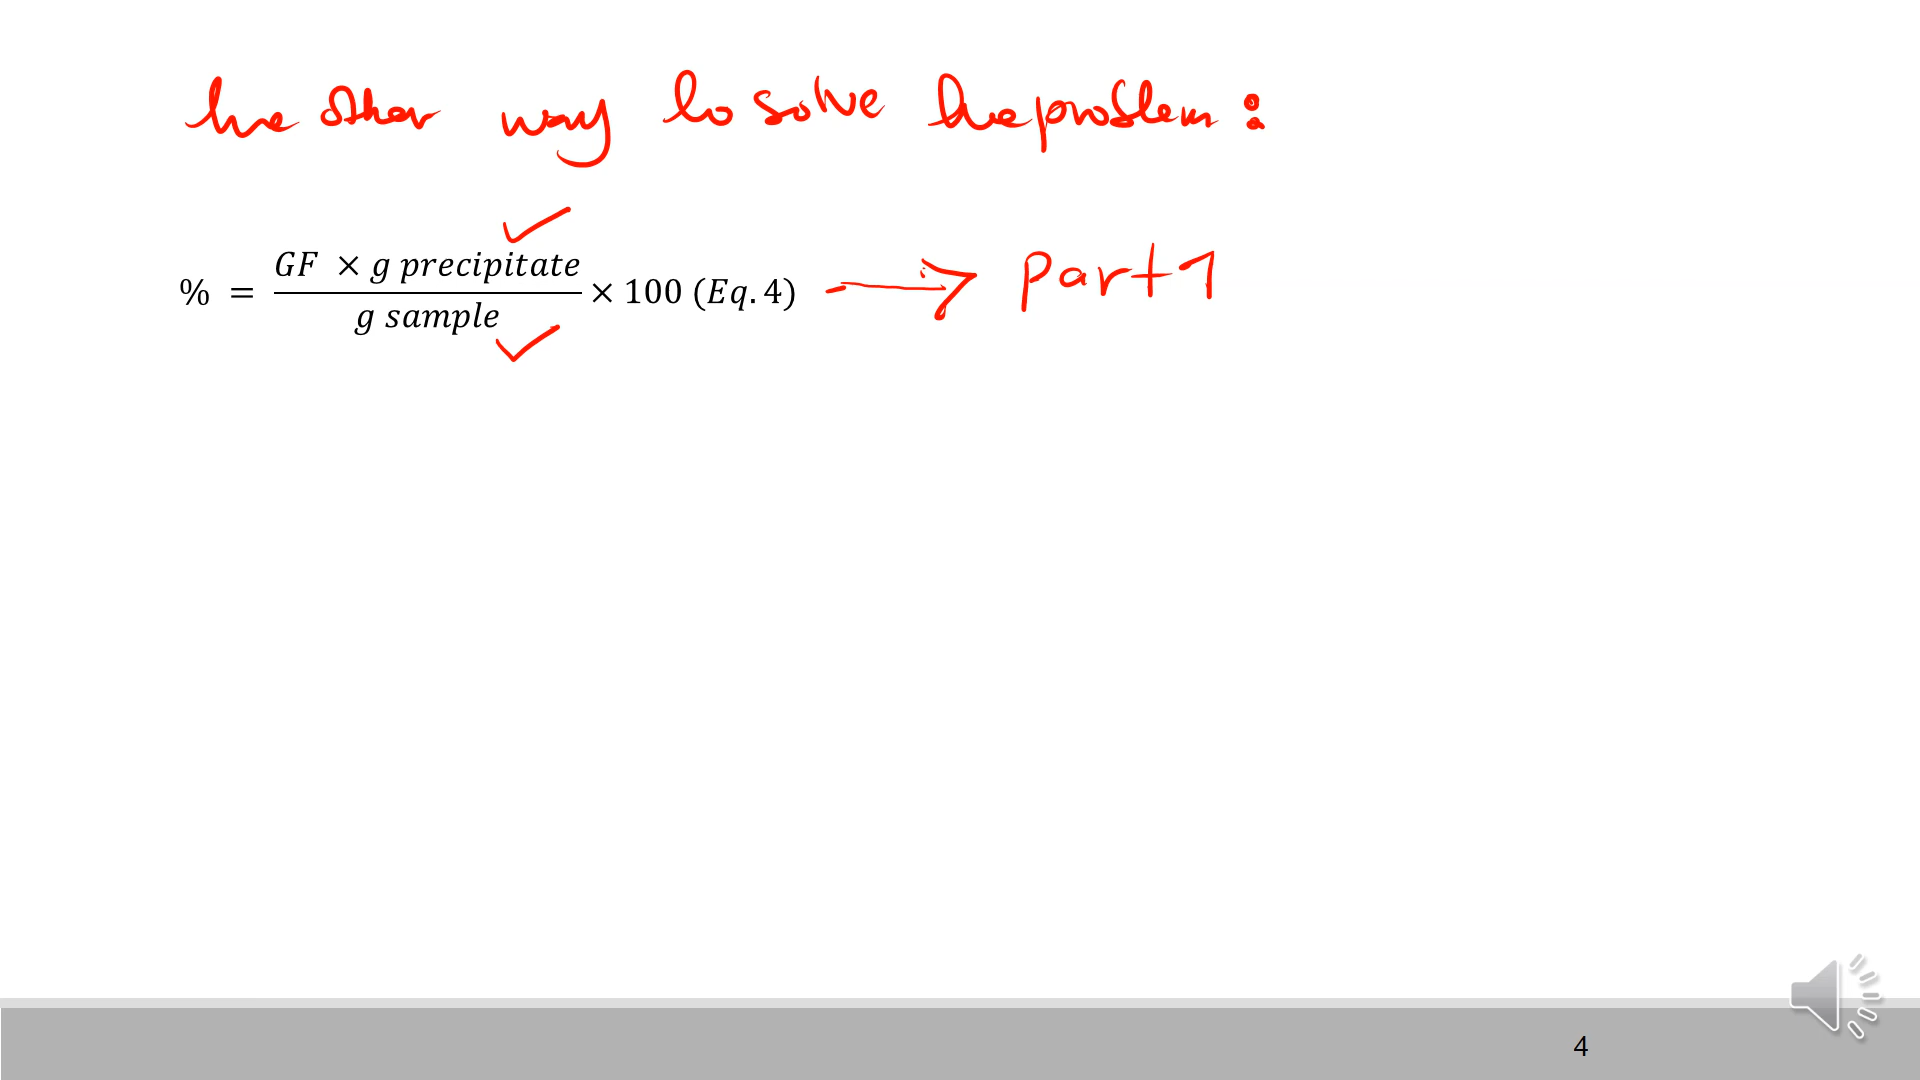 the other way to solve the problem:
% = GF × g precipitate / g sample × 100 (Eq. 4) → Part 1
4